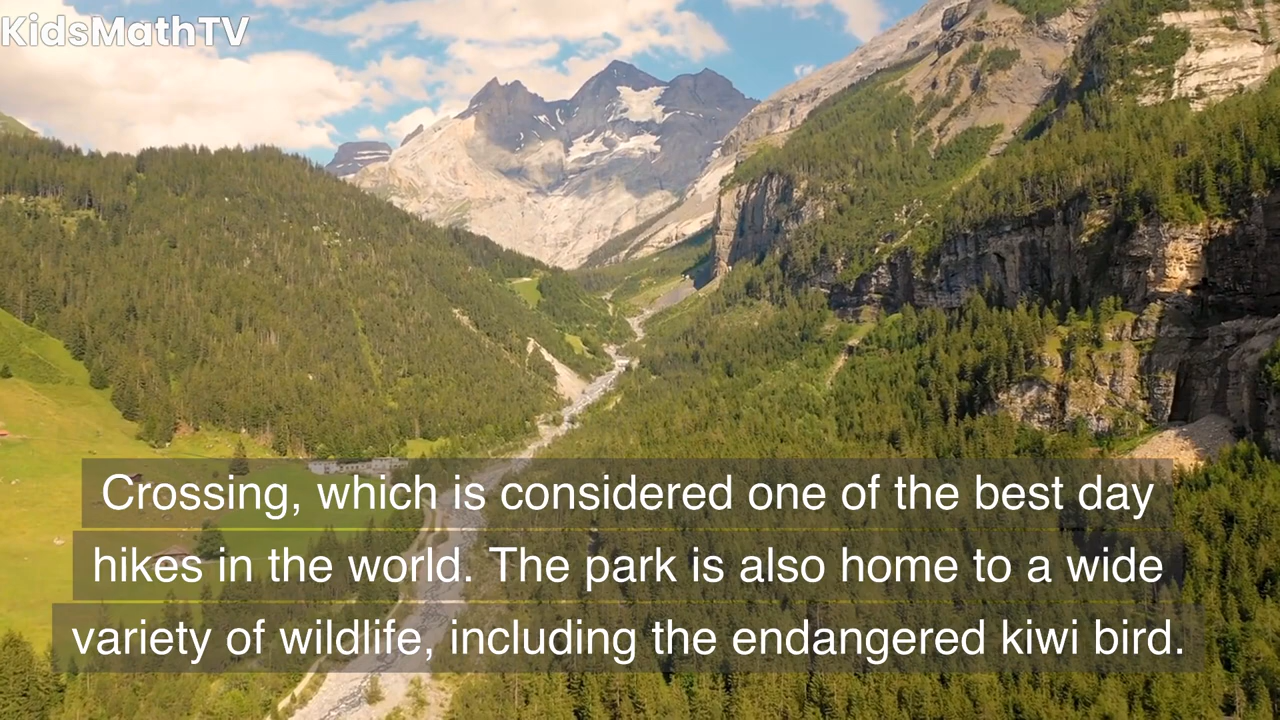 KidsMathTV
Crossing, which is considered one of the best day
hikes in the world. The park is also home to a wide
variety of wildlife, including the endangered kiwi bird.